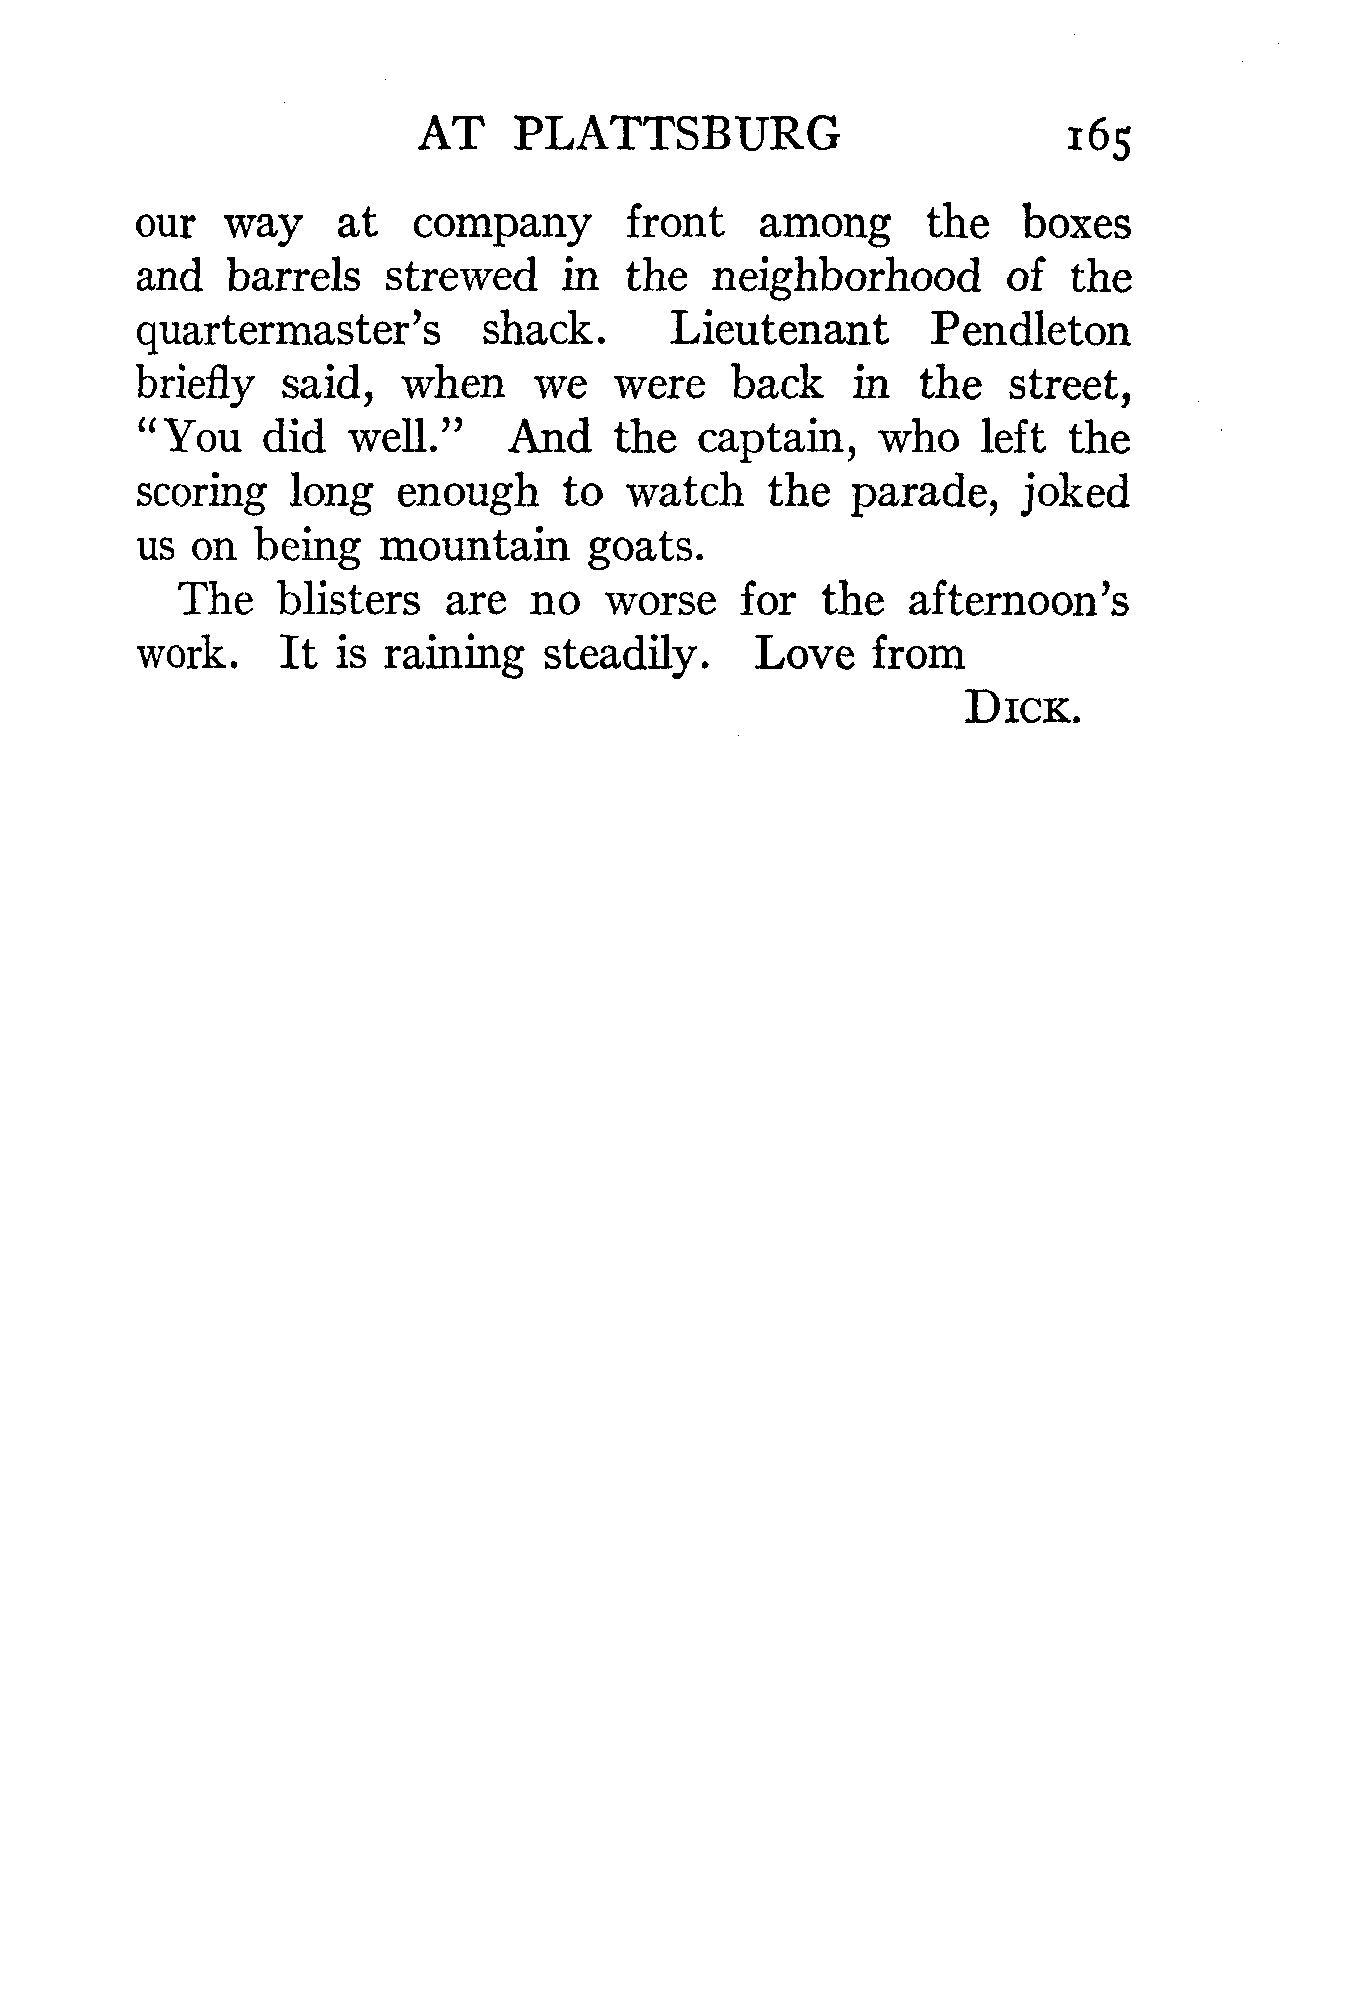 AT PLATTSBURG 165
our way at company front among the boxes
and barrels strewed in the neighborhood of the
quartermaster's shack. Lieutenant Pendleton
briefly said, when we were back in the street,
"You did well." And the captain, who left the
scoring long enough to watch the parade, joked
us on being mountain goats.
The blisters are no worse for the afternoon's
work. It is raining steadily. Love from
DICK.